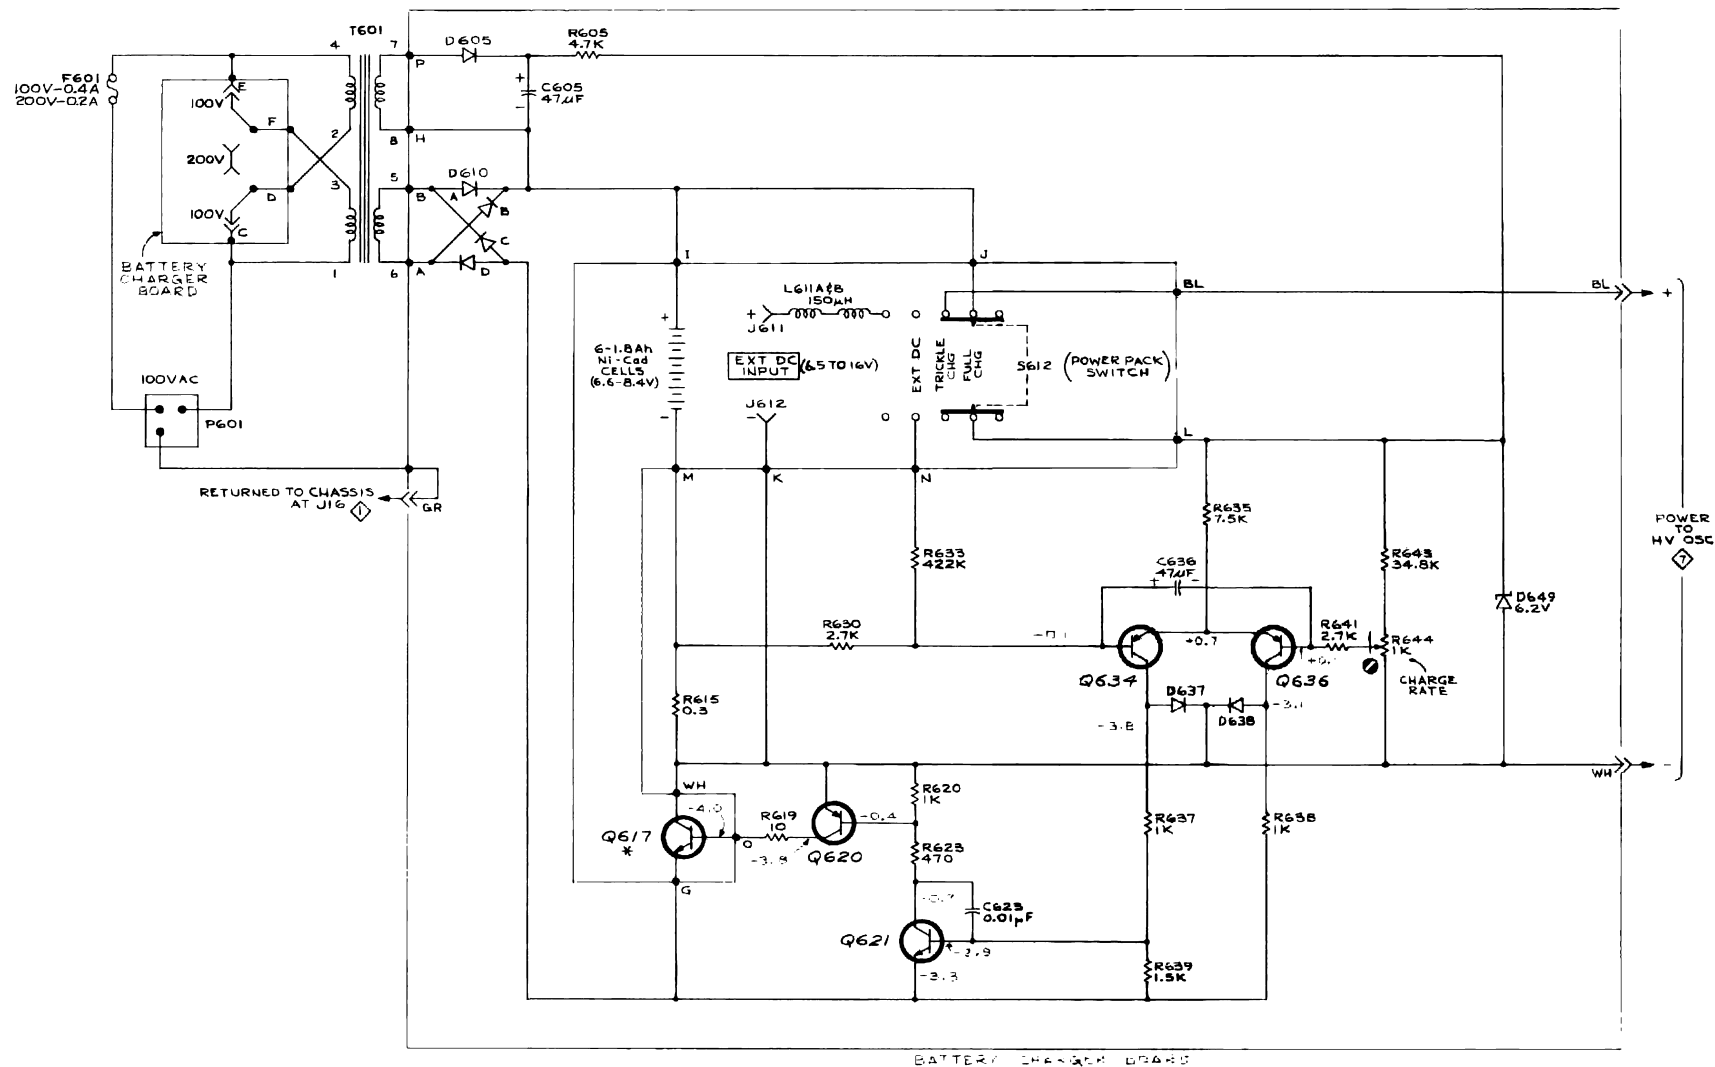 F601
100V-0.4A
200V-0.2A
T601
4
7
P
D605
R605
4.7K
+
C605
47µF
-
E
100V
F
2
8
H
200V
D
3
5
B
D610
A
B
C
D
100V
C
1
6
A
BATTERY
CHARGER
BOARD
100VAC
P601
RETURNED TO CHASSIS
AT J16
1
GR
I
J
BL
BL
+
L611A&B
150µH
+
J611
6-1.8Ah
Ni-Cad
CELLS
(6.6-8.4V)
+
-
EXT DC
INPUT
(6.5 TO 16V)
J612
-
EXT DC
TRICKLE
CHG
FULL
CHG
S612
(POWER PACK
SWITCH)
L
M
K
N
R635
7.5K
R633
422K
C636
47µF
+
-
R643
34.8K
D649
6.2V
POWER
TO
HV OSC
7
R630
2.7K
+0.7
R641
2.7K
R644
1K
CHARGE
RATE
Q634
Q636
R615
0.3
D637
D638
-3.8
WH
-
WH
-4.0
R619
10
O
-3.8
Q617
*
Q620
-0.4
R620
1K
R623
470
R637
1K
R638
1K
G
-0.7
C623
0.01µF
Q621
-2.9
-3.3
R639
1.5K
BATTERY CHARGER BOARD